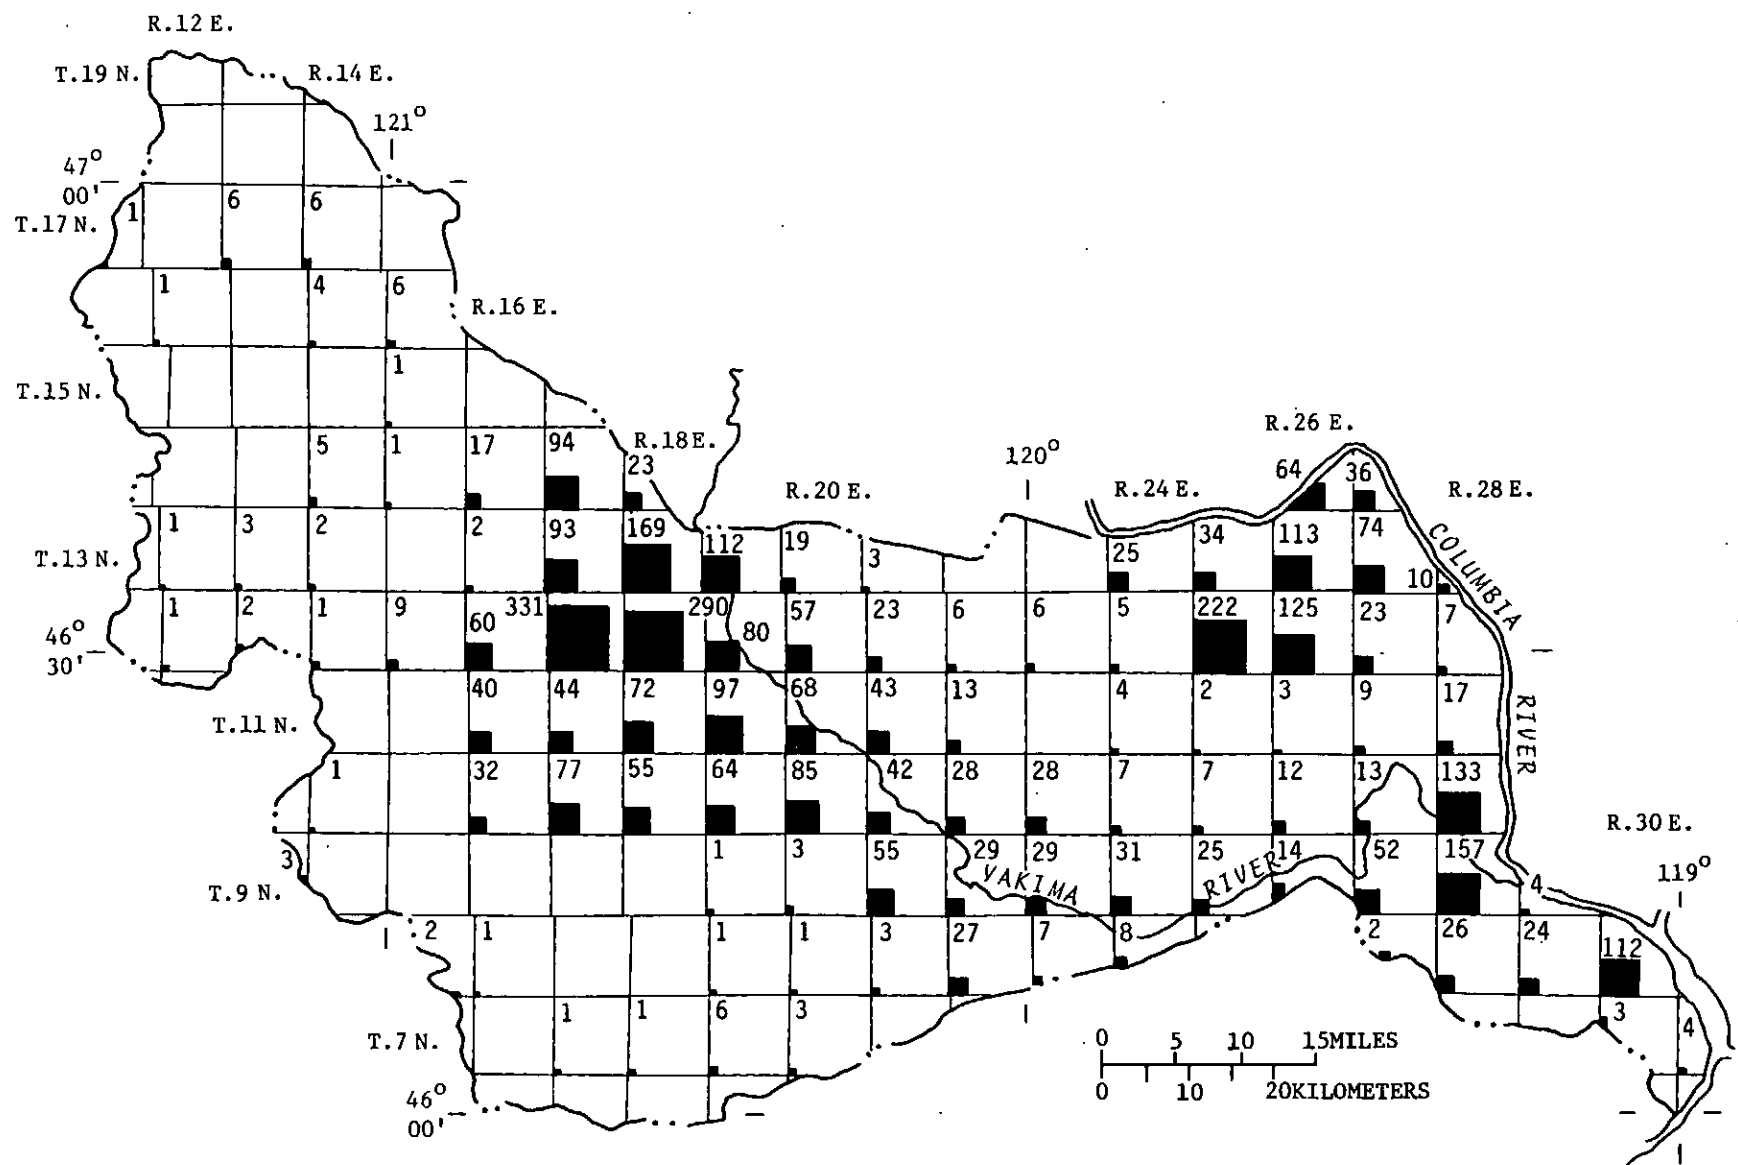 R.12 E.
T.19 N. R.14 E.
121°
47°
00'
1 6 6
T.17 N.
1 4 6
R.16 E.
1
T.15 N.
R.26 E.
5 1 17 94 R.18 E.
23 120° 64 36
R.20 E. R.24 E. R.28 E.
1 3 2 2 93 169 112 19 3 25 34 113 74 10
T.13 N.
COLUMBIA
1 2 1 9 60 331 290 80 57 23 6 6 5 222 125 23 7
46°
30'
40 44 72 97 68 43 13 4 2 3 9 17
T.11 N.
RIVER
1 32 77 55 64 85 42 28 28 7 7 12 13 133
R.30 E.
3 1 3 55 29 29 31 25 14 52 157 4
119°
T.9 N.
YAKIMA RIVER
2 1 1 1 3 27 7 8 2 26 24 112
1 1 6 3 3 4
T.7 N.
0 5 10 15MILES
0 10 20KILOMETERS
46°
00'